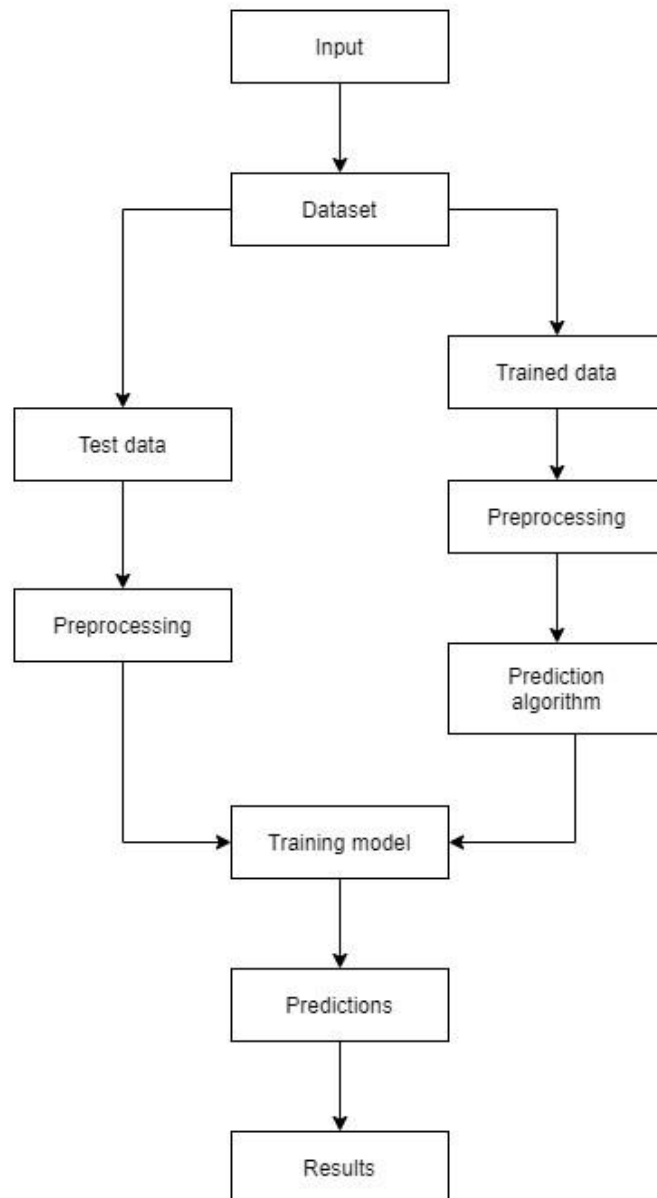 Input
Dataset
Trained data
Test data
Preprocessing
Preprocessing
Prediction
algorithm
Training model
Predictions
Results